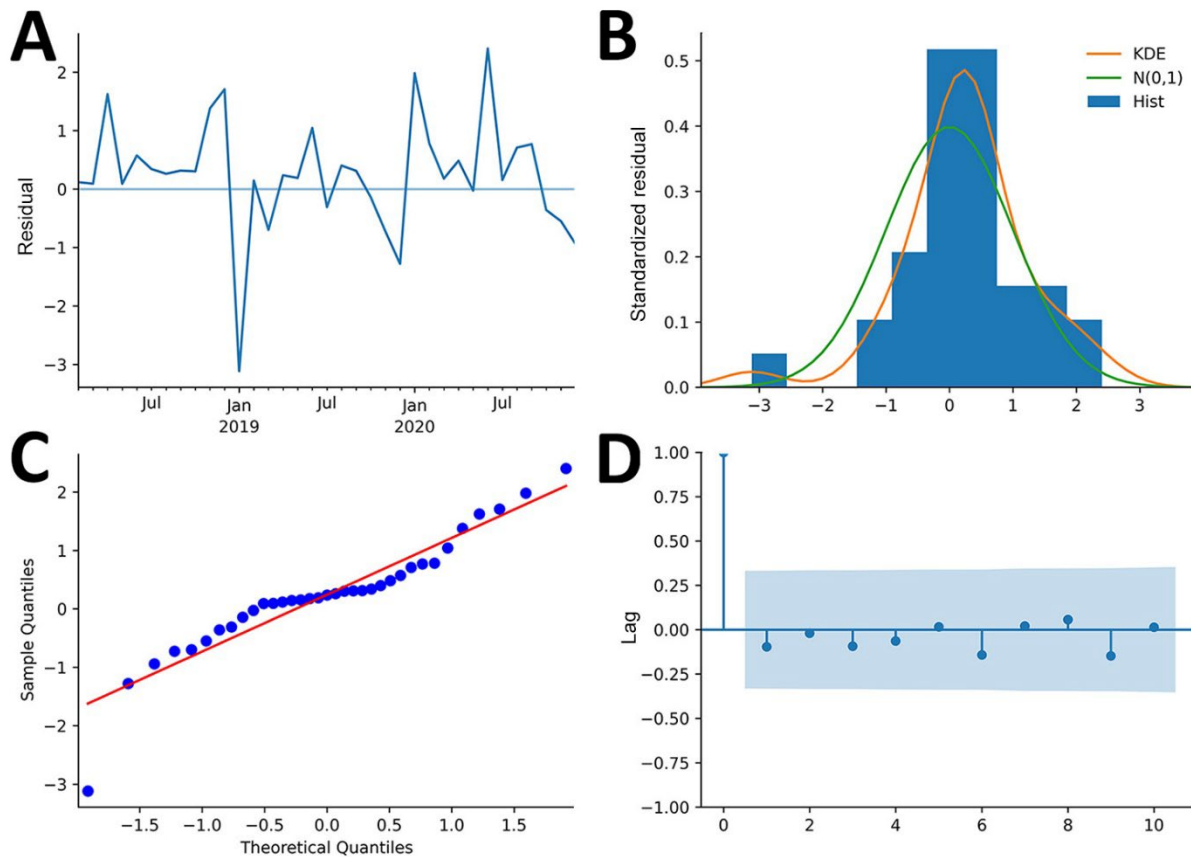 A
Residual
2
1
0
−1
−2
−3
Jul
Jan
2019
Jul
Jan
2020
Jul
B
Standardized residual
0.5
0.4
0.3
0.2
0.1
0.0
KDE
N(0,1)
Hist
−3
−2
−1
0
1
2
3
C
Sample Quantiles
2
1
0
−1
−2
−3
−1.5
−1.0
−0.5
0.0
0.5
1.0
1.5
Theoretical Quantiles
D
Lag
1.00
0.75
0.50
0.25
0.00
−0.25
−0.50
−0.75
−1.00
0
2
4
6
8
10